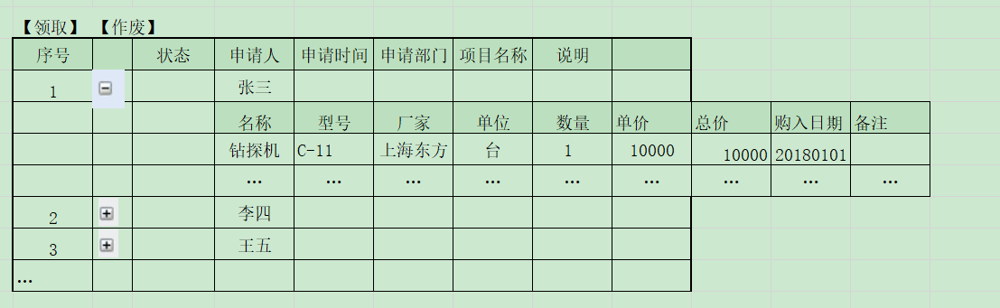 【领取】 【作废】
序号 状态 申请人 申请时间 申请部门 项目名称 说明
1 张三
名称 型号 厂家 单位 数量 单价 总价 购入日期 备注
钻探机 C-11 上海东方 台 1 10000 10000 20180101
… … … … … … … … …
2 李四
3 王五
…